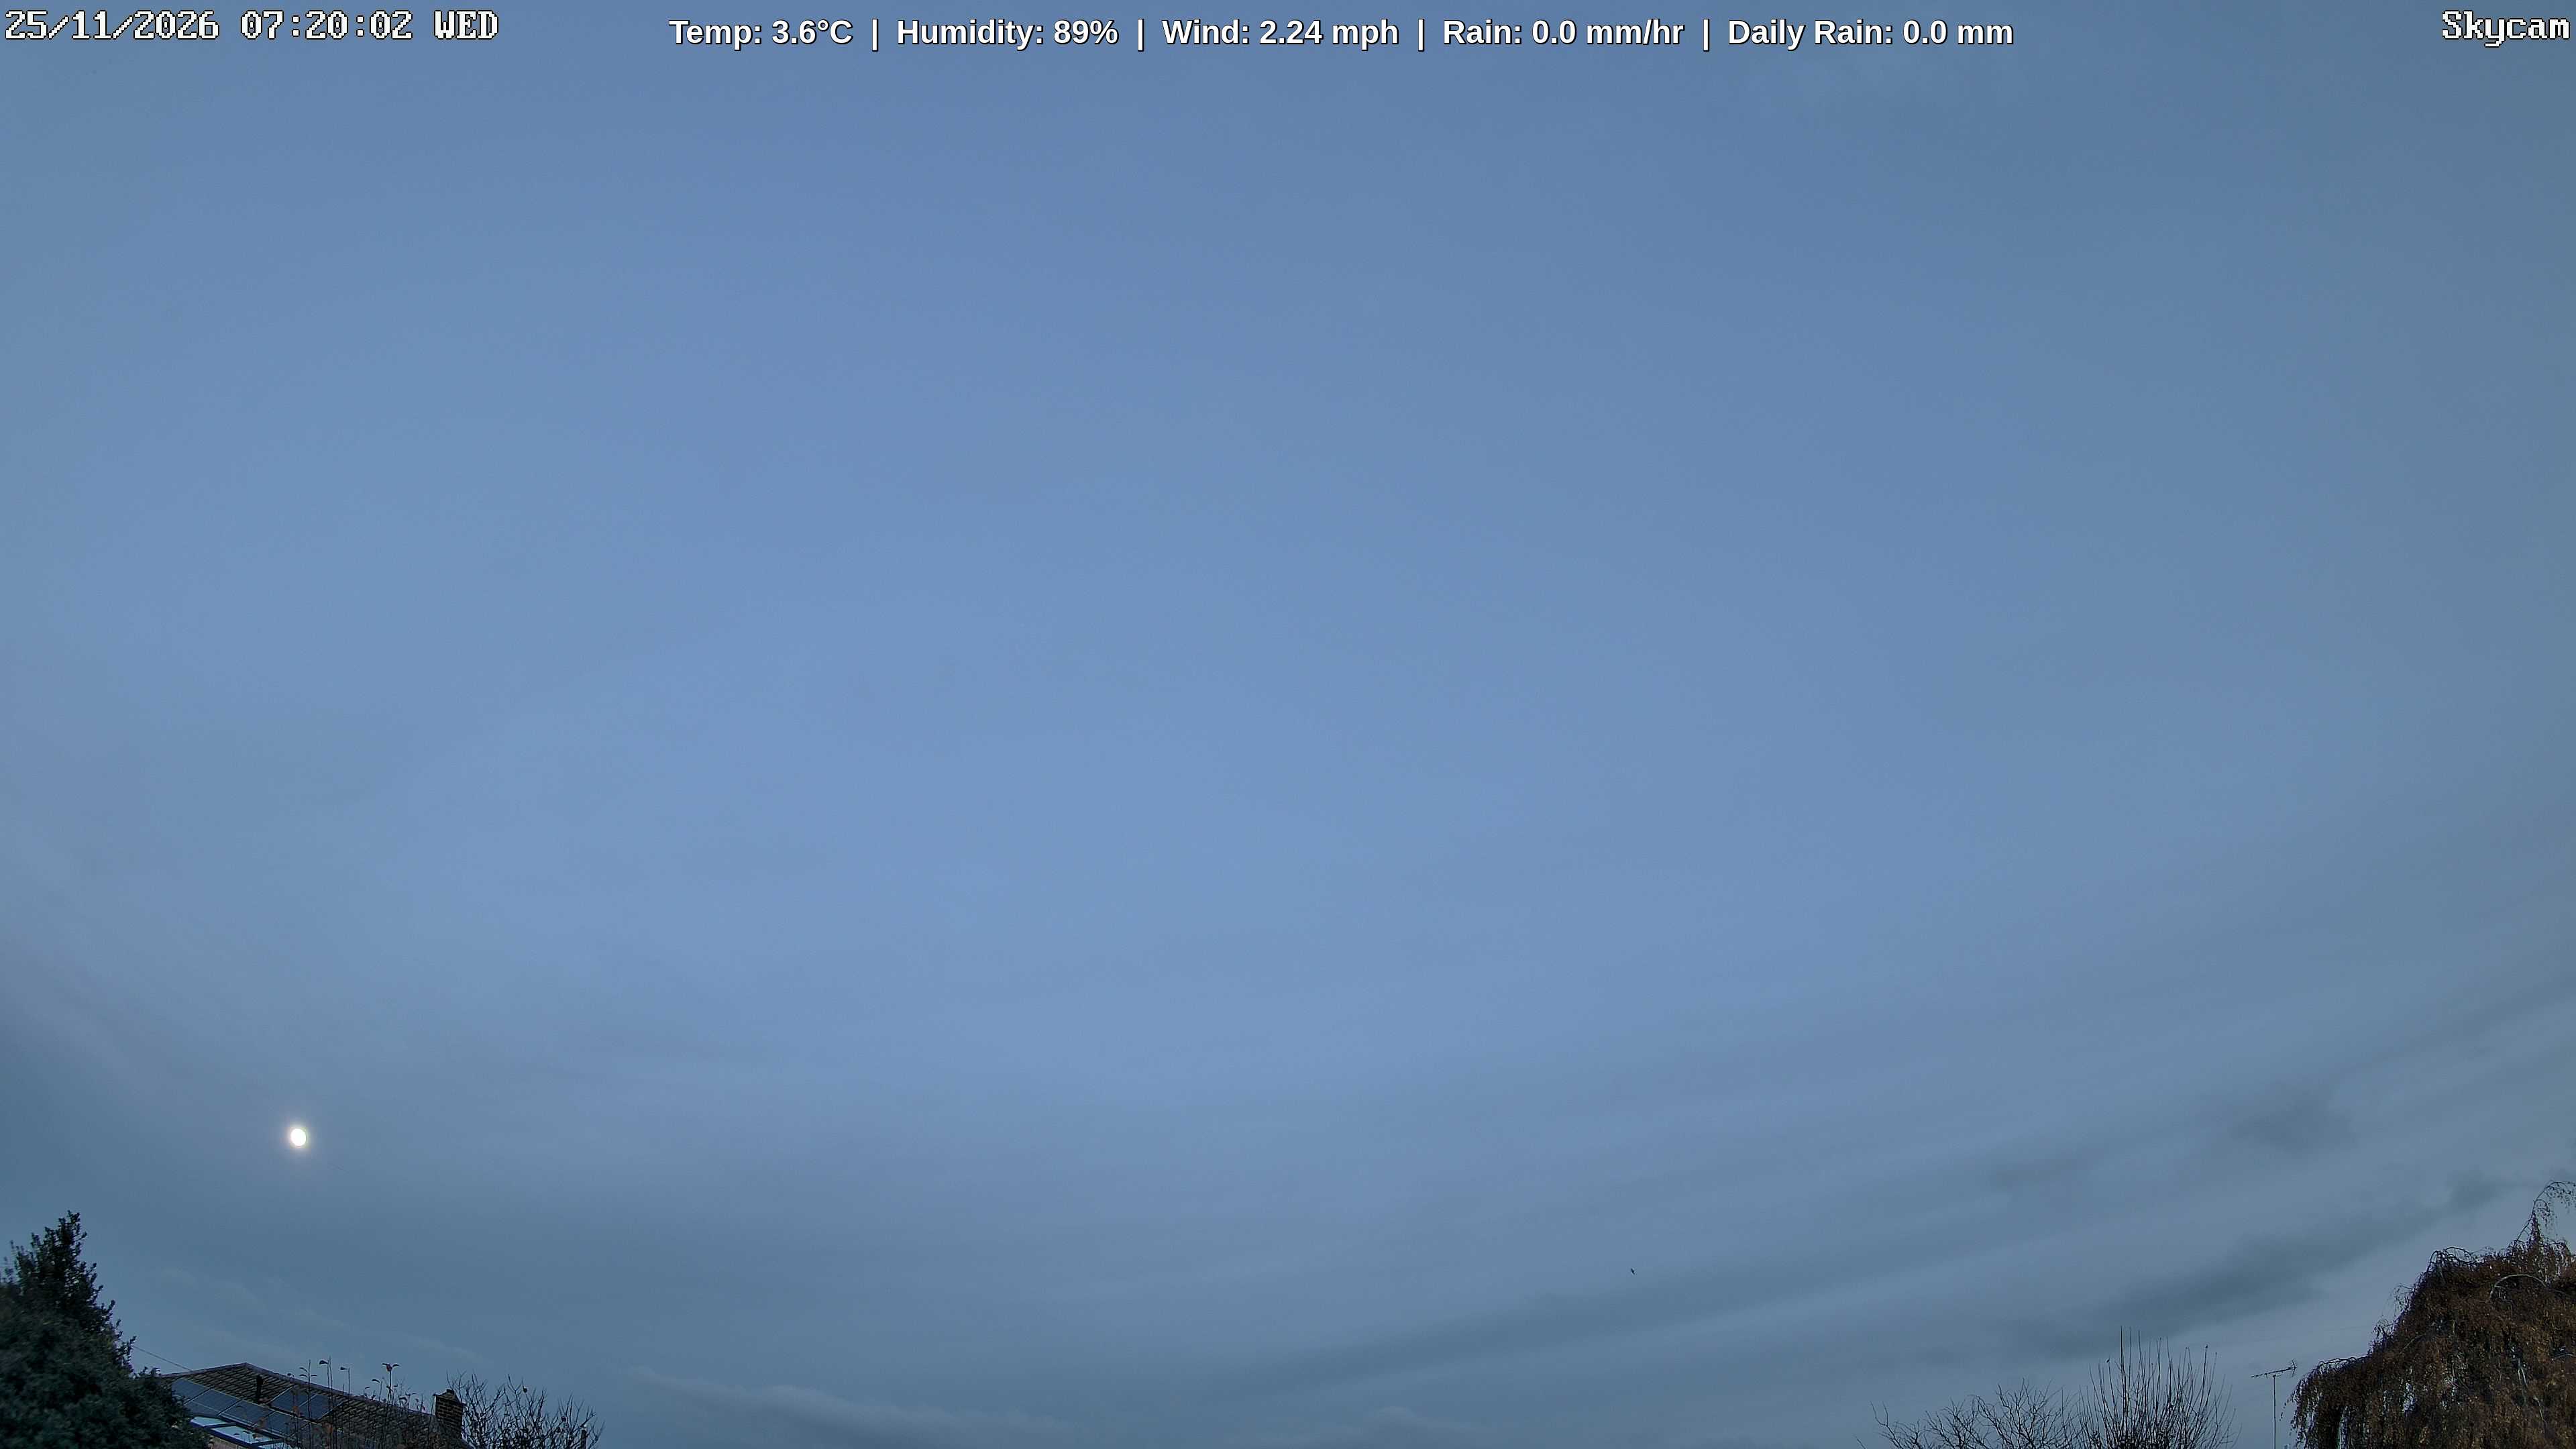 25/11/2026 07:20:02 WED
Temp: 3.6°C | Humidity: 89% | Wind: 2.24 mph | Rain: 0.0 mm/hr | Daily Rain: 0.0 mm
Skycam